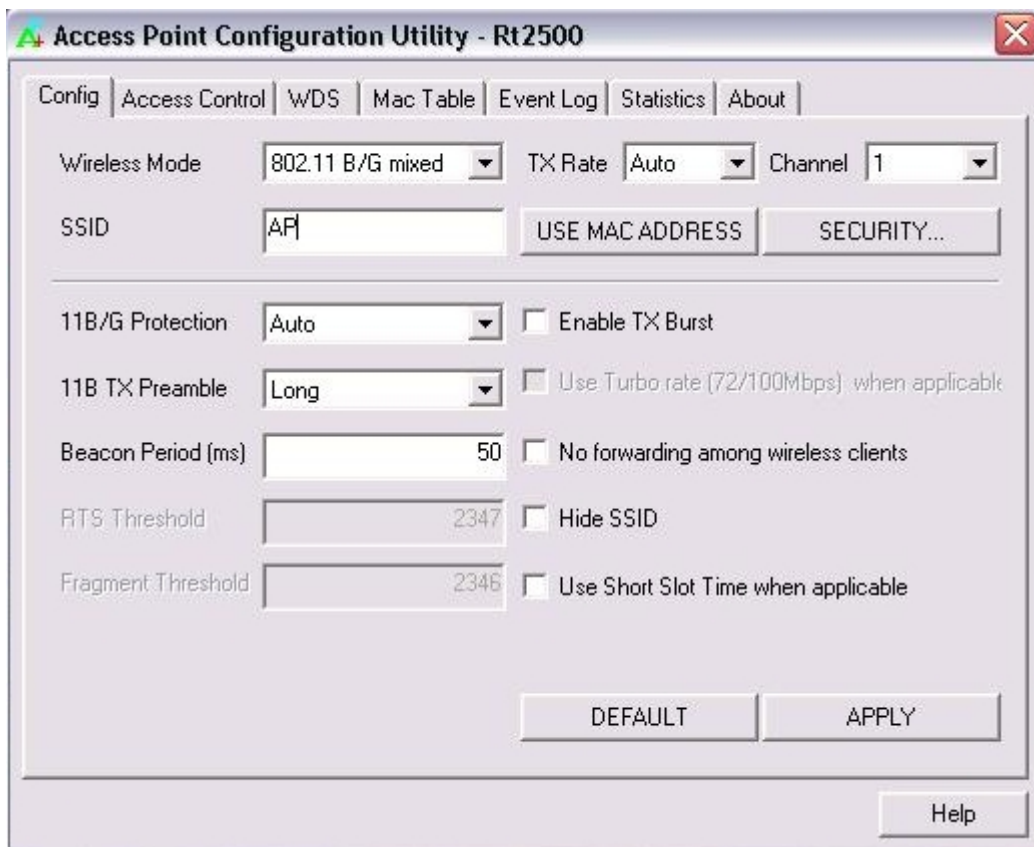 Access Point Configuration Utility - Rt2500
Config Access Control WDS Mac Table Event Log Statistics About
Wireless Mode 802.11 B/G mixed TX Rate Auto Channel 1
SSID AP USE MAC ADDRESS SECURITY...
11B/G Protection Auto Enable TX Burst
11B TX Preamble Long Use Turbo rate (72/100Mbps) when applicable
Beacon Period (ms) 50 No forwarding among wireless clients
RTS Threshold 2347 Hide SSID
Fragment Threshold 2346 Use Short Slot Time when applicable
DEFAULT APPLY
Help